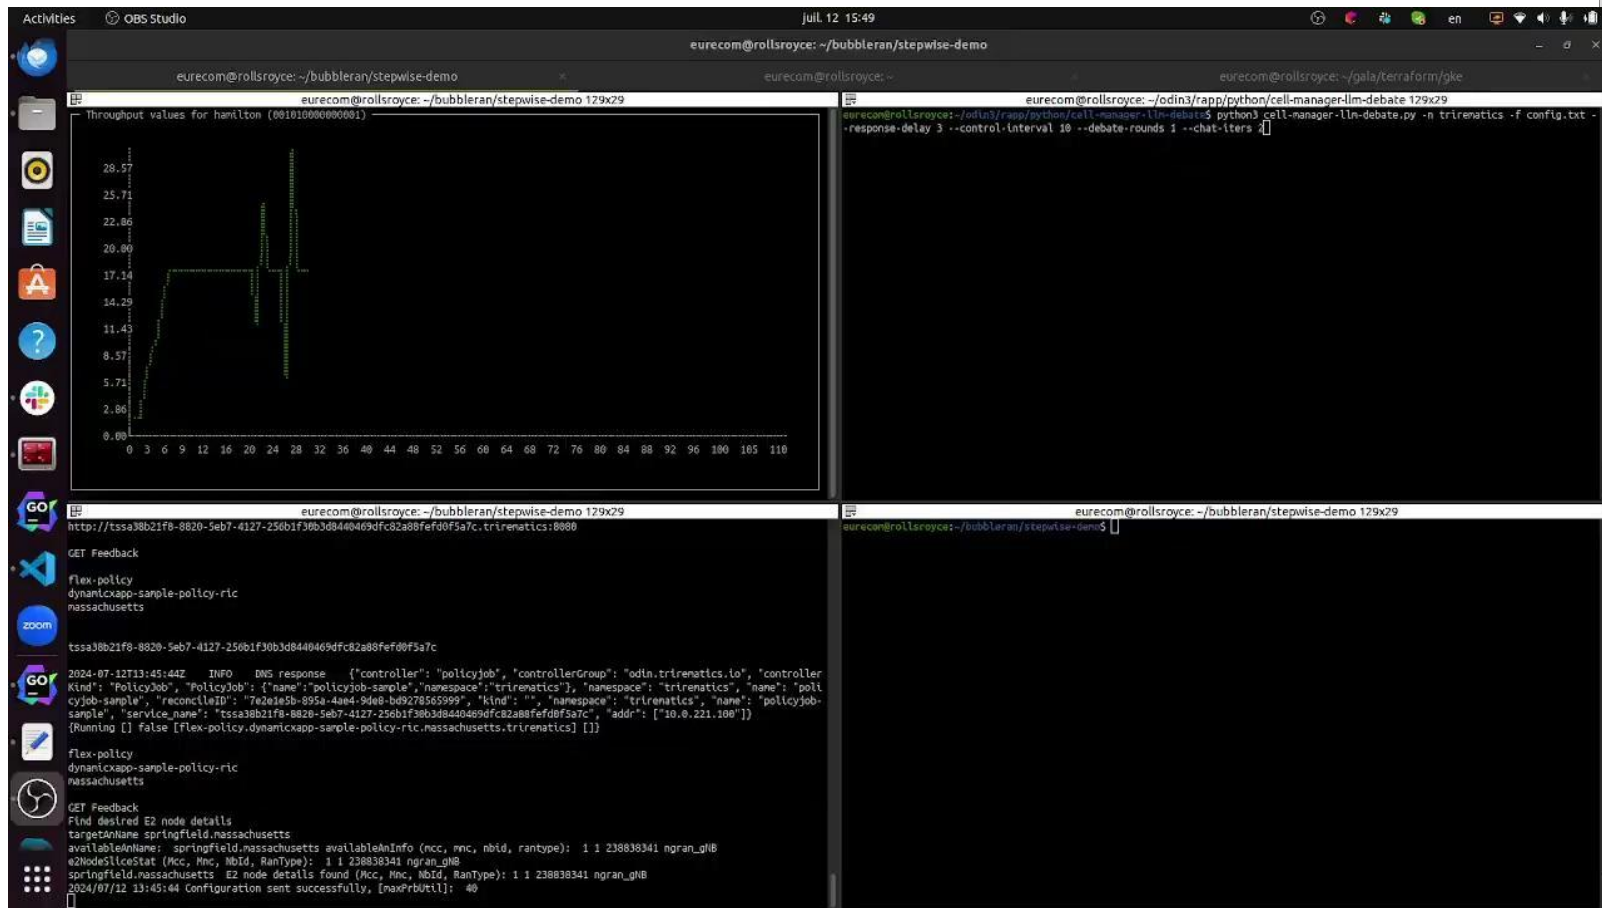 Activities
OBS Studio
juil. 12 15:49
en
eurecom@rollsroyce: ~/bubbleran/stepwise-demo
eurecom@rollsroyce: ~/bubbleran/stepwise-demo
eurecom@rollsroyce: ~
eurecom@rollsroyce: ~/gala/terraform/gke
eurecom@rollsroyce: ~/bubbleran/stepwise-demo 129x29
Throughput values for hamilton (001010000000001)
28.57
25.71
22.86
20.00
17.14
14.29
11.43
8.57
5.71
2.86
0.00
0 3 6 9 12 16 20 24 28 32 36 40 44 48 52 56 60 64 68 72 76 80 84 88 92 96 100 105 110
eurecom@rollsroyce: ~/odin3/rapp/python/cell-manager-llm-debate 129x29
eurecom@rollsroyce:~/odin3/rapp/python/cell-manager-llm-debate$ python3 cell-manager-llm-debate.py -n trirematics -f config.txt -
-response-delay 3 --control-interval 10 --debate-rounds 1 --chat-iters 2
eurecom@rollsroyce: ~/bubbleran/stepwise-demo 129x29
http://tssa38b21f8-8820-5eb7-4127-256b1f30b3d8440469dfc82a88fefd0f5a7c.trirematics:8080
GET Feedback
flex-policy
dynamicxapp-sample-policy-ric
massachusetts
tssa38b21f8-8820-5eb7-4127-256b1f30b3d8440469dfc82a88fefd0f5a7c
2024-07-12T13:45:44Z INFO DNS response {"controller": "policyjob", "controllerGroup": "odin.trirematics.io", "controller
Kind": "PolicyJob", "PolicyJob": {"name":"policyjob-sample","namespace":"trirematics"}, "namespace": "trirematics", "name": "poli
cyjob-sample", "reconcileID": "7e2e1e5b-895a-4ae4-9de8-bd9278565999", "kind": "", "namespace": "trirematics", "name": "policyjob-
sample", "service_name": "tssa38b21f8-8820-5eb7-4127-256b1f30b3d8440469dfc82a88fefd0f5a7c", "addr": ["10.0.221.100"]}
{Running [] false [flex-policy.dynamicxapp-sample-policy-ric.massachusetts.trirematics] []}
flex-policy
dynamicxapp-sample-policy-ric
massachusetts
GET Feedback
Find desired E2 node details
targetAnName springfield.massachusetts
availableAnName: springfield.massachusetts availableAnInfo (mcc, mnc, nbid, rantype): 1 1 238838341 ngran_gNB
e2NodeSliceStat (Mcc, Mnc, NbId, RanType): 1 1 238838341 ngran_gNB
springfield.massachusetts E2 node details found (Mcc, Mnc, NbId, RanType): 1 1 238838341 ngran_gNB
2024/07/12 13:45:44 Configuration sent successfully, [maxPrbUtil]: 40
eurecom@rollsroyce: ~/bubbleran/stepwise-demo 129x29
eurecom@rollsroyce:~/bubbleran/stepwise-demo$
GO
zoom
GO